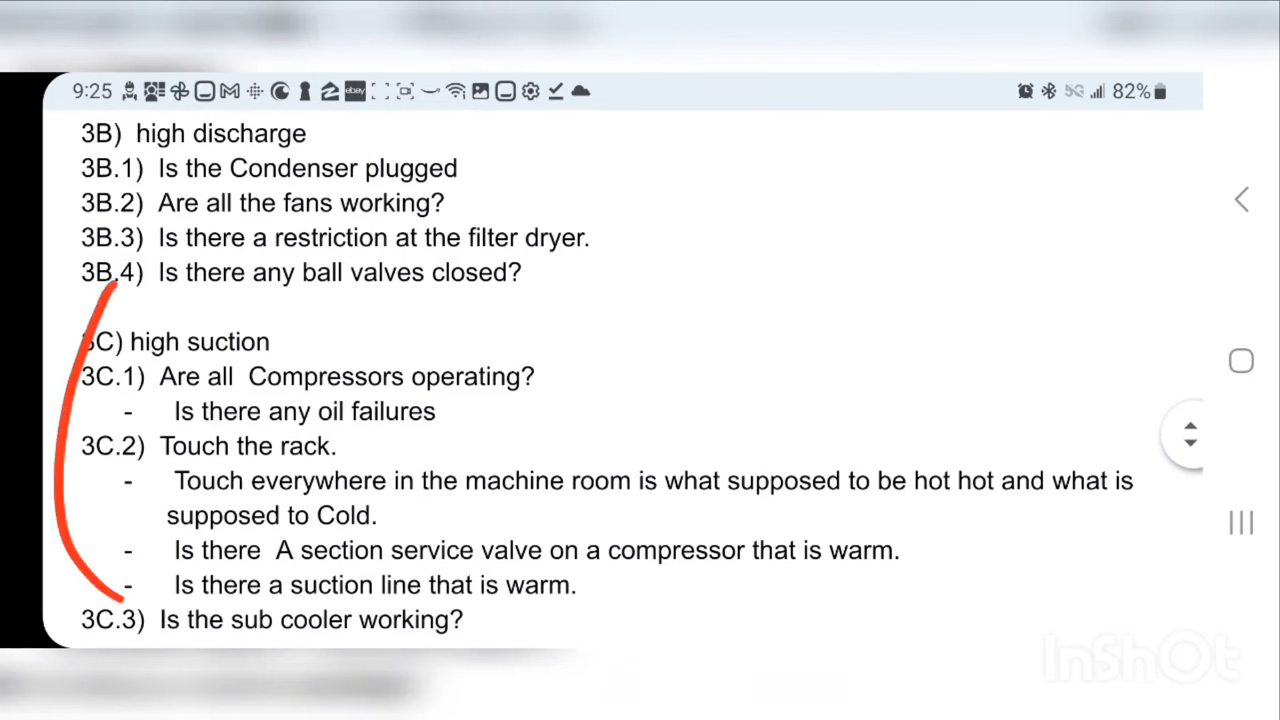 9:25 ebay 5G 82%
3B) high discharge
3B.1) Is the Condenser plugged
3B.2) Are all the fans working?
3B.3) Is there a restriction at the filter dryer.
3B.4) Is there any ball valves closed?
3C) high suction
3C.1) Are all Compressors operating?
- Is there any oil failures
3C.2) Touch the rack.
- Touch everywhere in the machine room is what supposed to be hot hot and what is
supposed to Cold.
- Is there A section service valve on a compressor that is warm.
- Is there a suction line that is warm.
3C.3) Is the sub cooler working?
InShOt